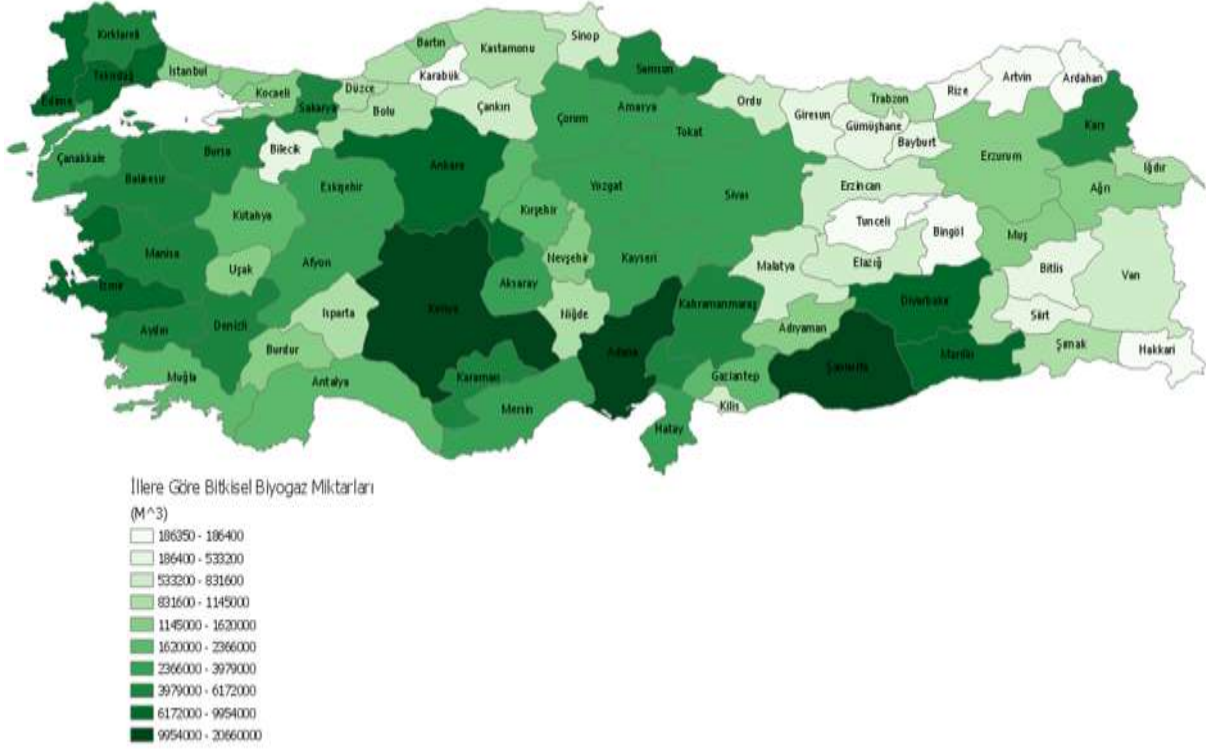 Kırklareli
Tekirdağ
Edirne
İstanbul
Kocaeli
Sakarya
Düzce
Bolu
Bartın
Karabük
Kastamonu
Sinop
Çankırı
Samsun
Çorum
Amasya
Tokat
Ordu
Giresun
Gümüşhane
Trabzon
Bayburt
Rize
Artvin
Ardahan
Kars
Iğdır
Erzurum
Ağrı
Çanakkale
Balıkesir
Bursa
Bilecik
Kütahya
Eskişehir
Ankara
Kırşehir
Yozgat
Sivas
Erzincan
Tunceli
Bingöl
Muş
Bitlis
Van
Manisa
Uşak
Afyon
Nevşehir
Kayseri
Malatya
Elazığ
Diyarbakır
Siirt
İzmir
Aydın
Denizli
Isparta
Burdur
Konya
Aksaray
Niğde
Adana
Kahramanmaraş
Adıyaman
Şanlıurfa
Mardin
Şırnak
Hakkari
Muğla
Antalya
Karaman
Mersin
Hatay
Gaziantep
Kilis
İllere Göre Bitkisel Biyogaz Miktarları
(M^3)
186350 - 186400
186400 - 533200
533200 - 831600
831600 - 1145000
1145000 - 1620000
1620000 - 2366000
2366000 - 3979000
3979000 - 6172000
6172000 - 9954000
9954000 - 20660000